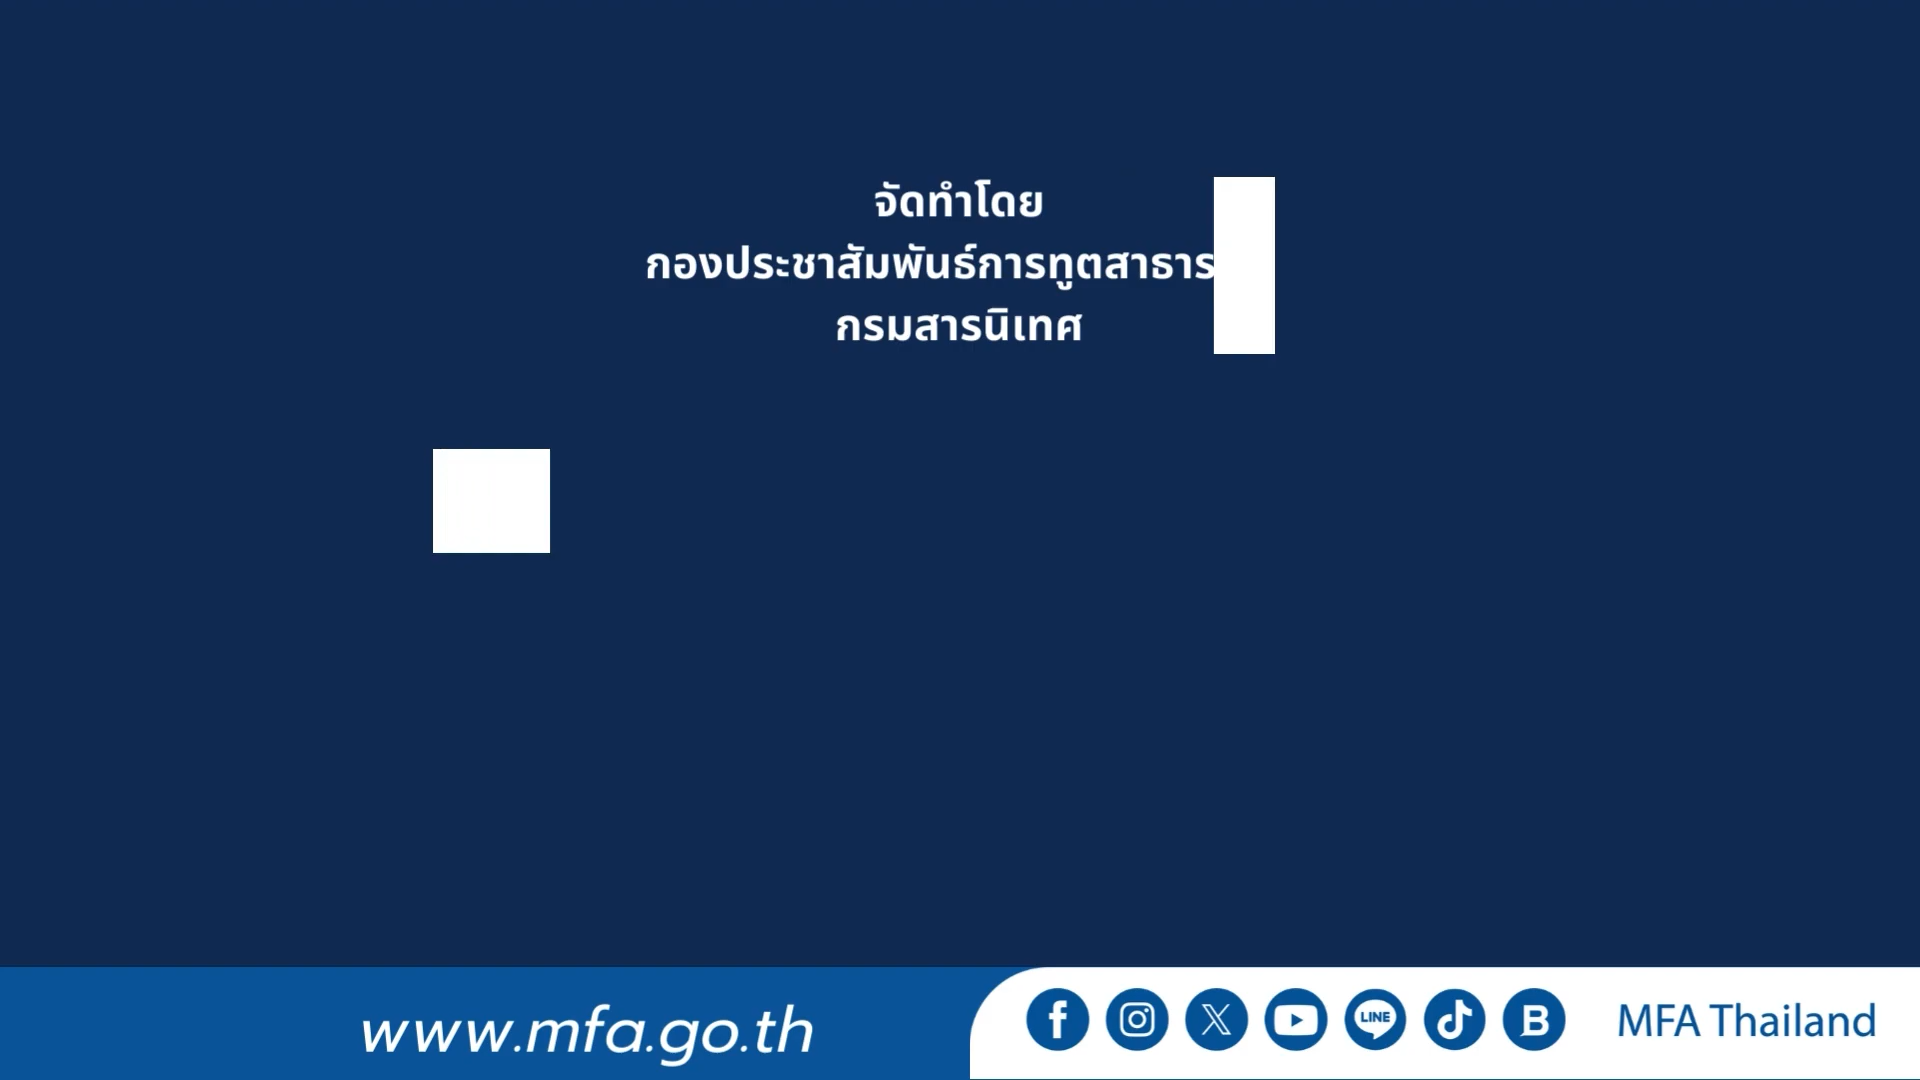 จัดทำโดย
กองประชาสัมพันธ์การทูตสาธาร
กรมสารนิเทศ
www.mfa.go.th
LINE
MFA Thailand